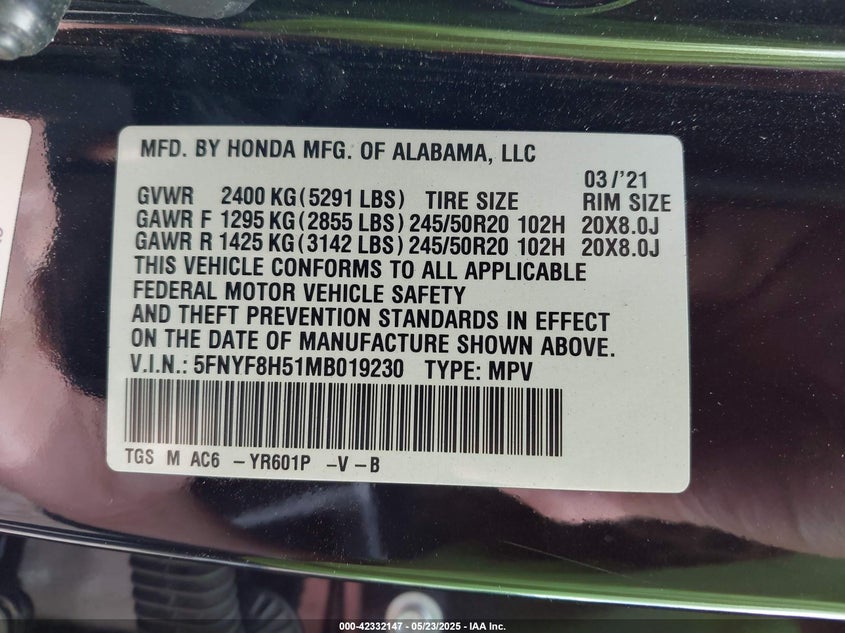 MFD. BY HONDA MFG. OF ALABAMA, LLC
03/'21
GVWR 2400 KG (5291 LBS) TIRE SIZE RIM SIZE
GAWR F 1295 KG (2855 LBS) 245/50R20 102H 20X8.0J
GAWR R 1425 KG (3142 LBS) 245/50R20 102H 20X8.0J
THIS VEHICLE CONFORMS TO ALL APPLICABLE
FEDERAL MOTOR VEHICLE SAFETY
AND THEFT PREVENTION STANDARDS IN EFFECT
ON THE DATE OF MANUFACTURE SHOWN ABOVE.
V.I.N.: 5FNYF8H51MB019230 TYPE: MPV
TGS M AC6 -YR601P -V -B
000-42332147 — 05/23/2025 — IAA Inc.